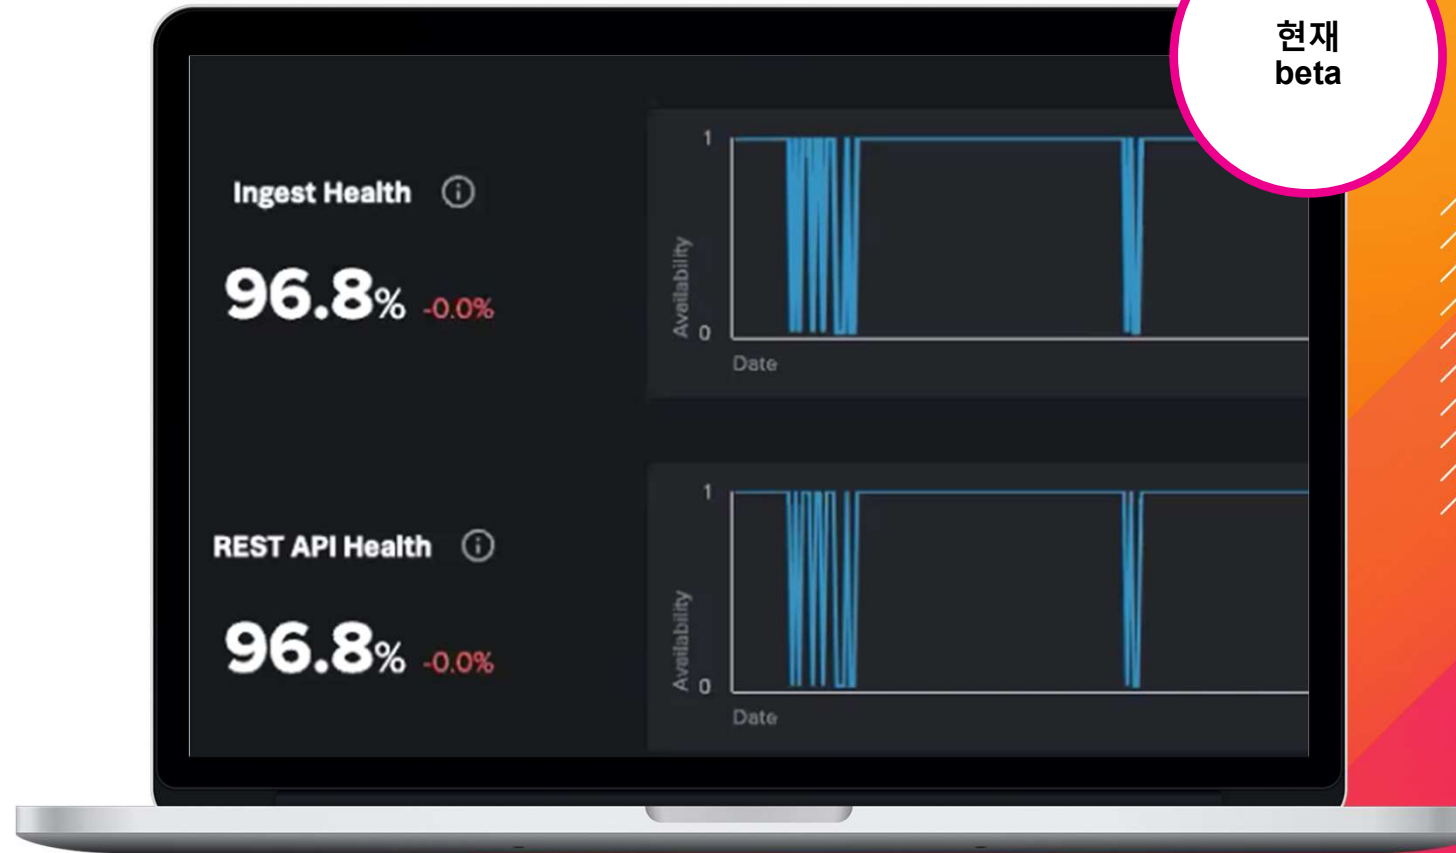 현재
beta
Ingest Health
96.8% -0.0%
1
Availability
0
Date
REST API Health
96.8% -0.0%
1
Availability
0
Date